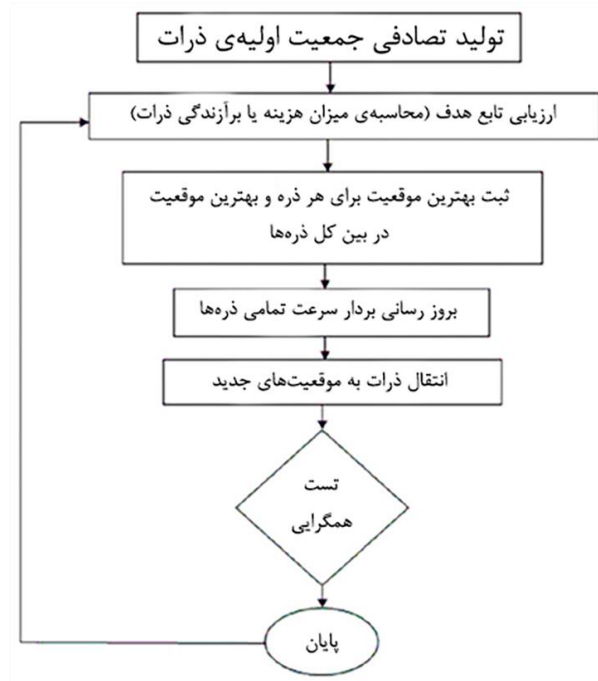 تولید تصادفی جمعیت اولیه‌ی ذرات
ارزیابی تابع هدف (محاسبه‌ی میزان هزینه یا برآزندگی ذرات)
ثبت بهترین موقعیت برای هر ذره و بهترین موقعیت
در بین کل ذره‌ها
بروز رسانی بردار سرعت تمامی ذره‌ها
انتقال ذرات به موقعیت‌های جدید
تست
همگرایی
پایان